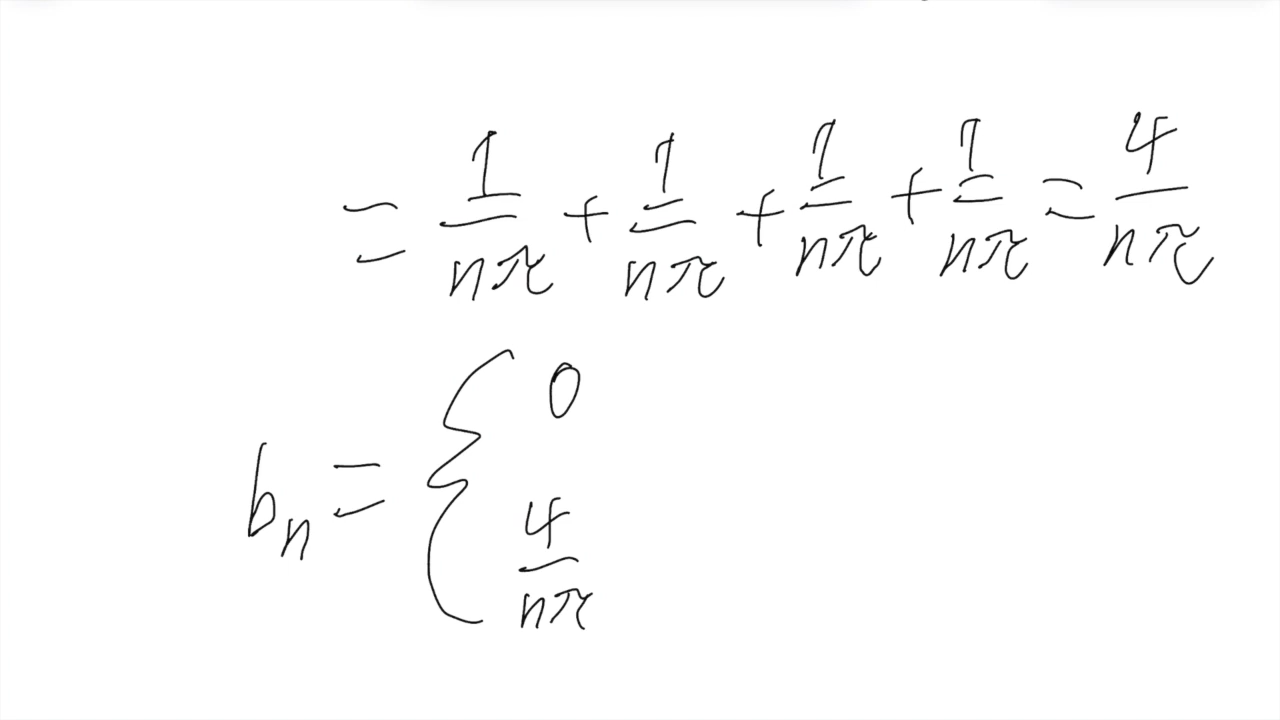 = 1/nπ + 1/nπ + 1/nπ + 1/nπ = 4/nπ
bₙ = { 0
4/nπ